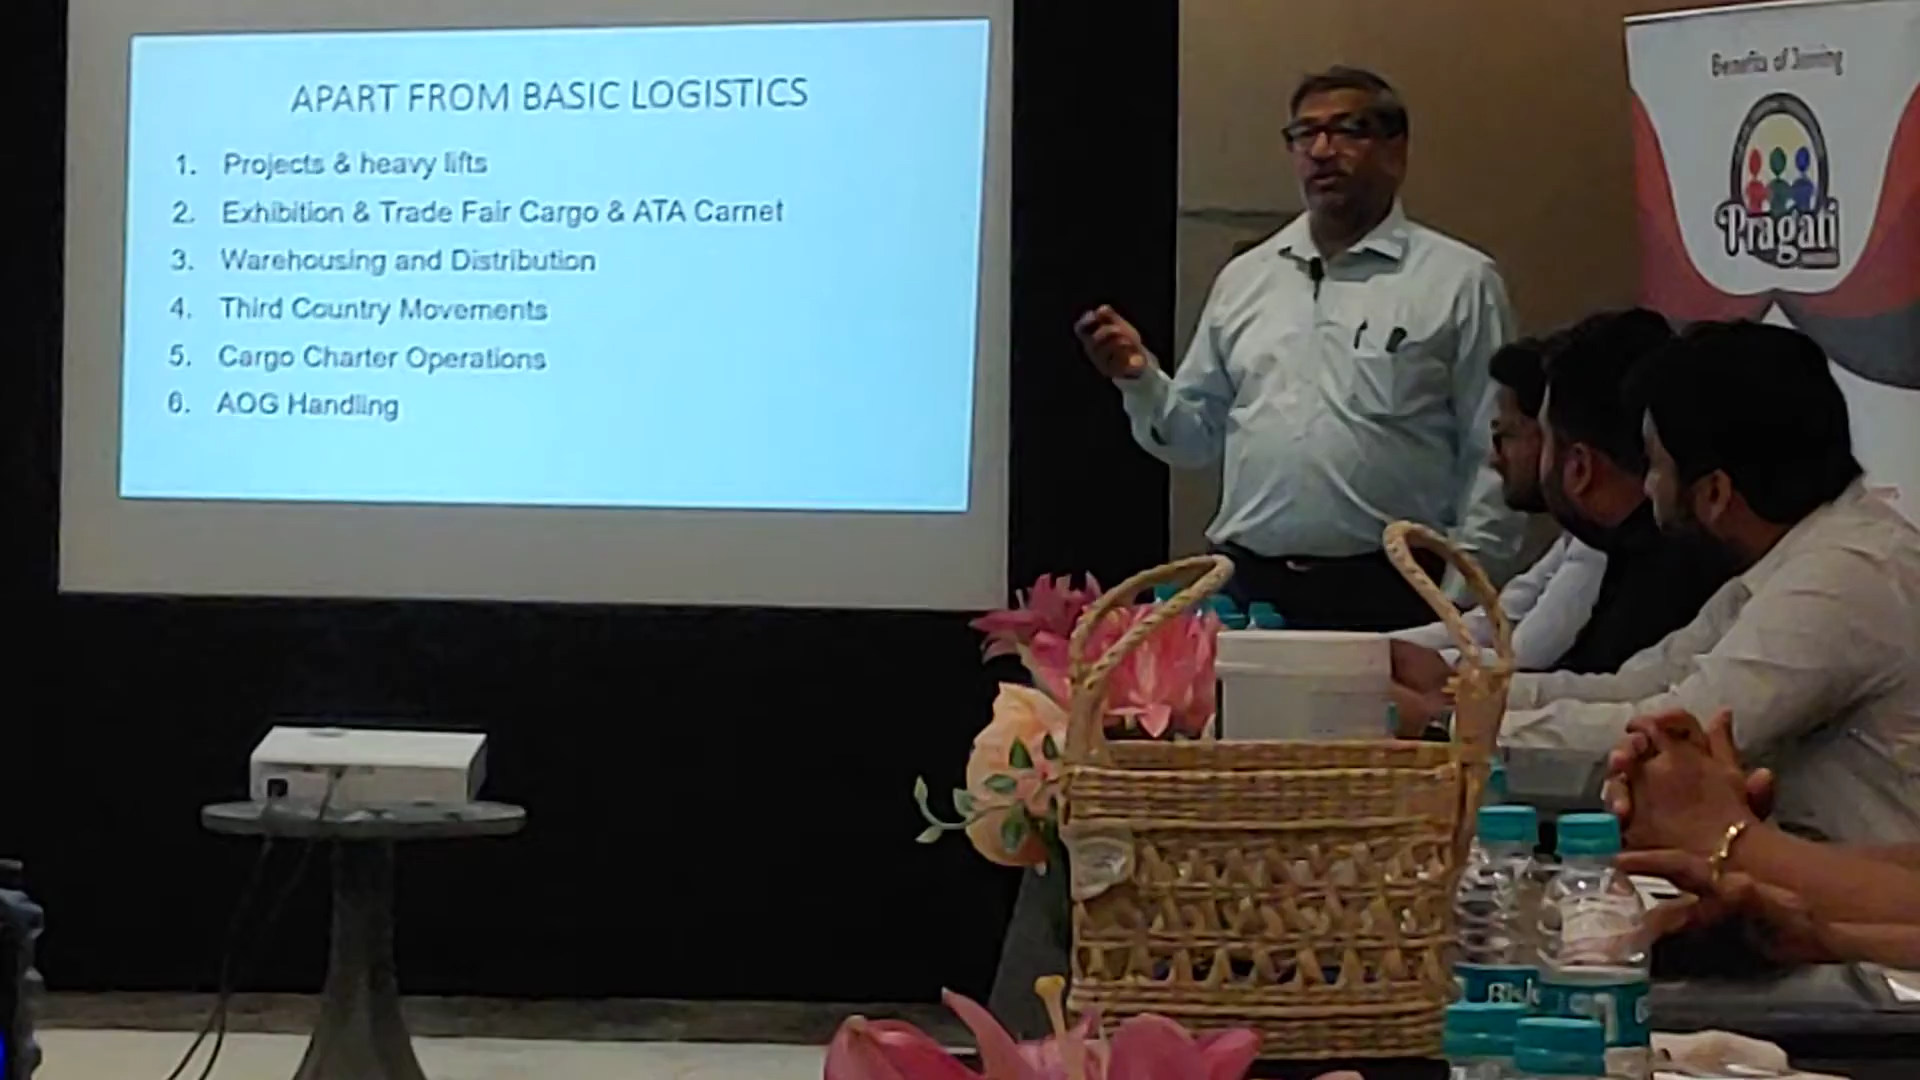 APART FROM BASIC LOGISTICS
1. Projects & heavy lifts
2. Exhibition & Trade Fair Cargo & ATA Carnet
3. Warehousing and Distribution
4. Third Country Movements
5. Cargo Charter Operations
6. AOG Handling
Benefits of Joining
Pragati